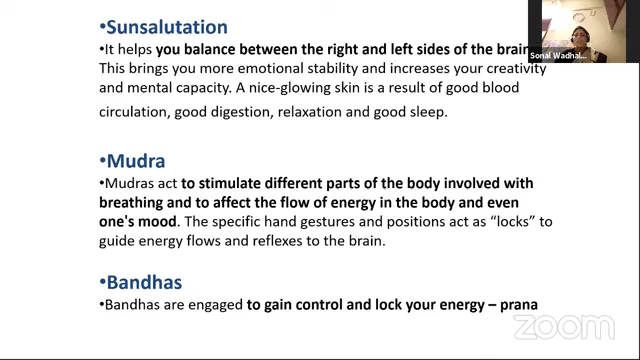 •Sunsalutation
•It helps you balance between the right and left sides of the brain
This brings you more emotional stability and increases your creativity
and mental capacity. A nice-glowing skin is a result of good blood
circulation, good digestion, relaxation and good sleep.
•Mudra
•Mudras act to stimulate different parts of the body involved with
breathing and to affect the flow of energy in the body and even
one's mood. The specific hand gestures and positions act as “locks” to
guide energy flows and reflexes to the brain.
•Bandhas
•Bandhas are engaged to gain control and lock your energy – prana
Sonal Wadha...
zoom